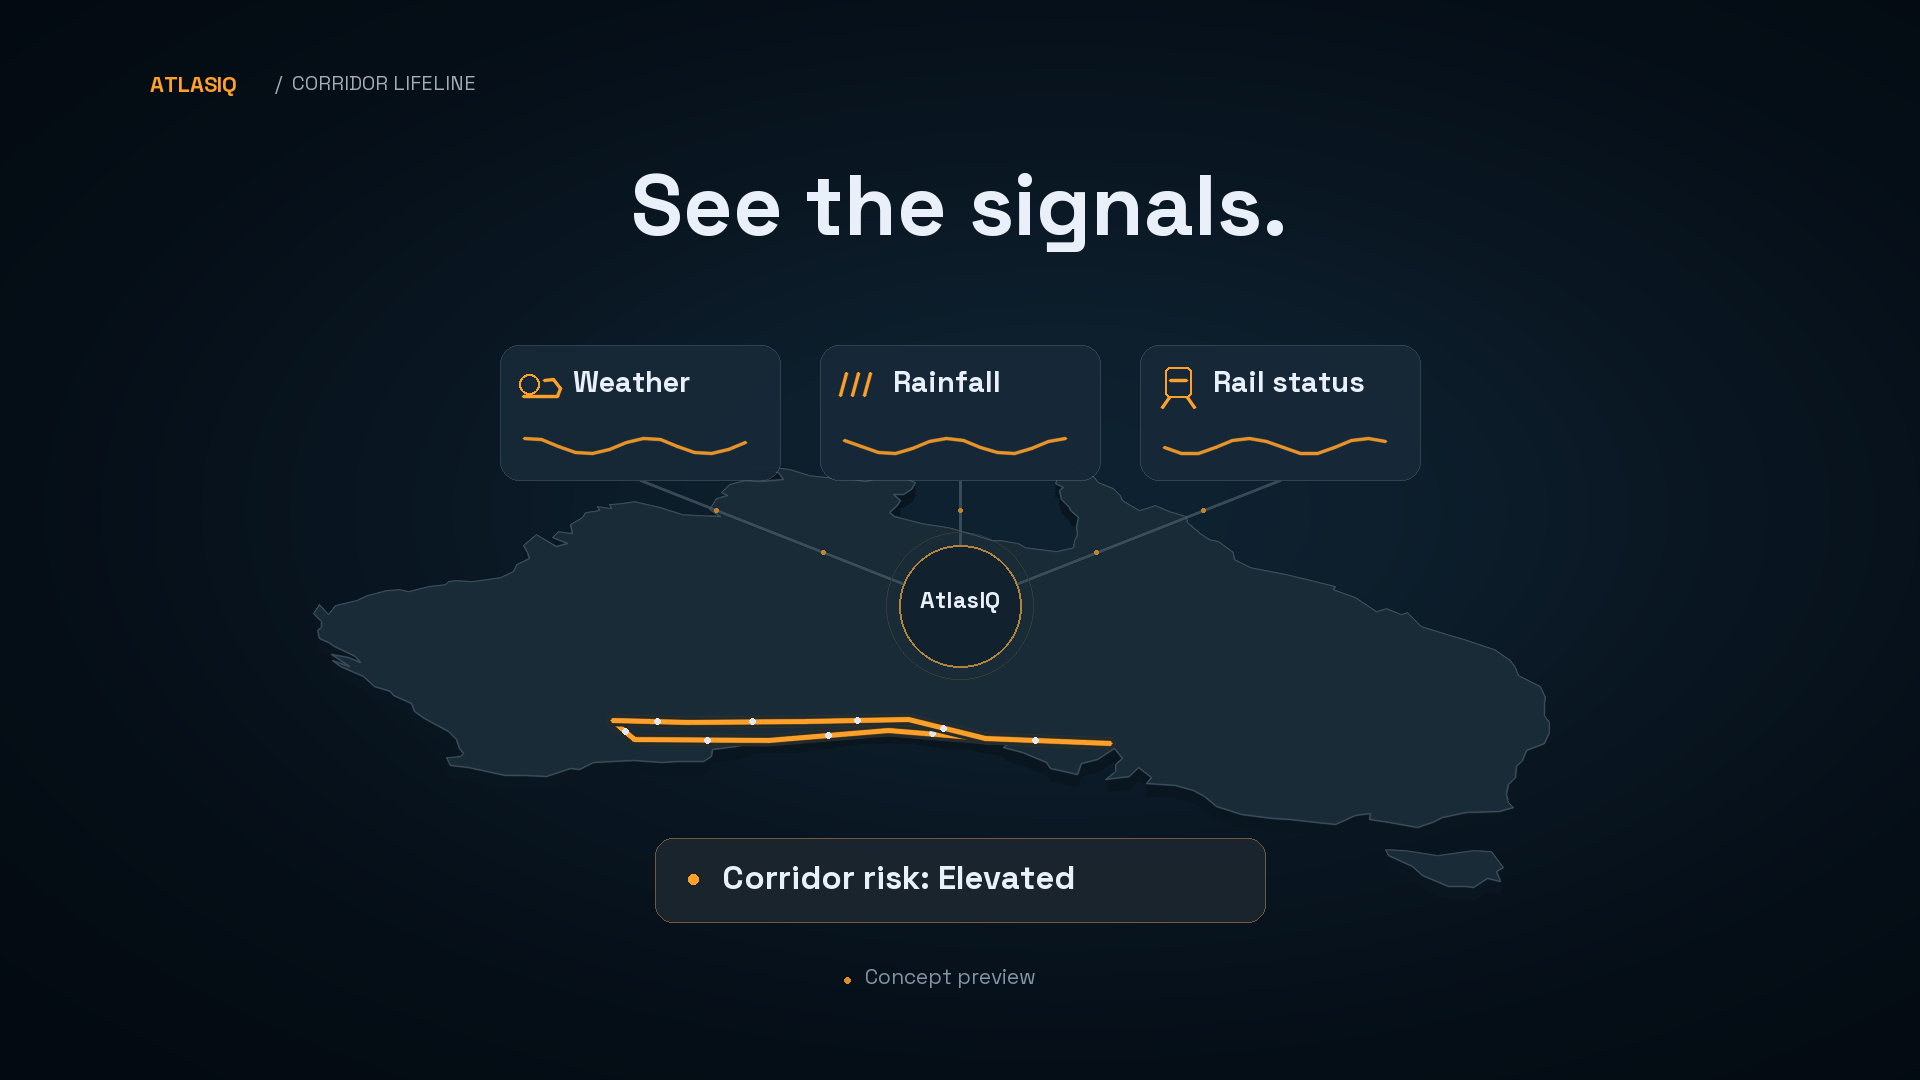 ATLASIQ / CORRIDOR LIFELINE
See the signals.
Weather
Rainfall
Rail status
AtlasIQ
Corridor risk: Elevated
Concept preview